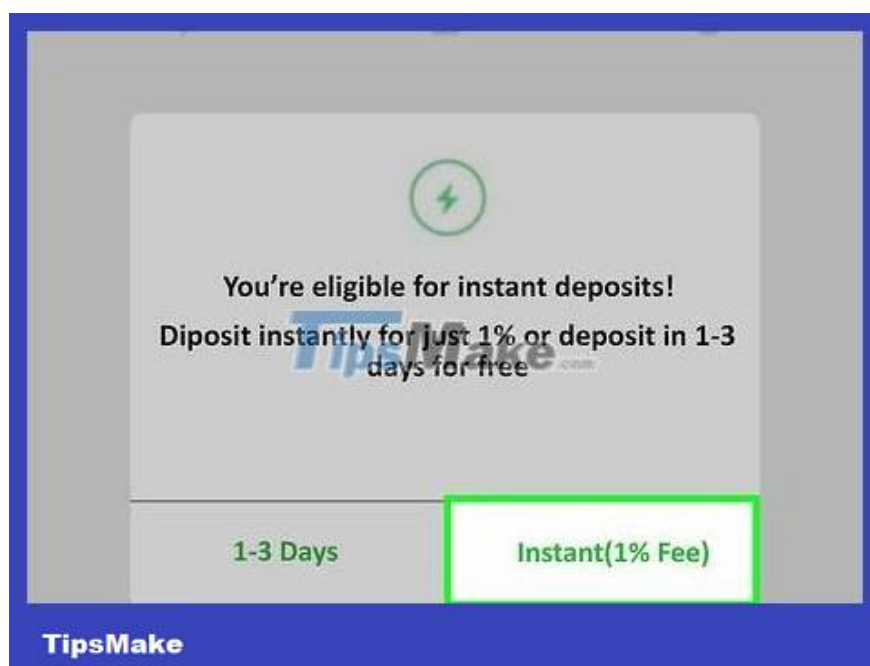 You're eligible for instant deposits!
Diposit instantly for just 1% or deposit in 1-3
days for free
TipsMake.com
1-3 Days
Instant(1% Fee)
TipsMake